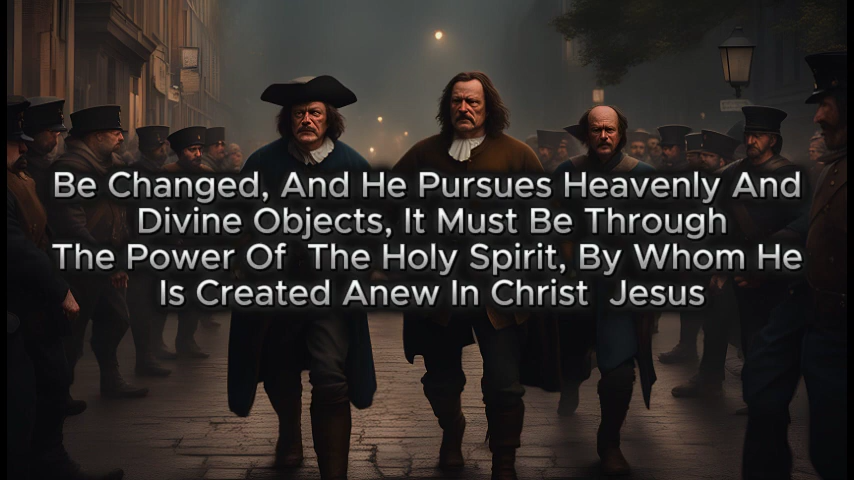 Be Changed, And He Pursues Heavenly And
Divine Objects, It Must Be Through
The Power Of  The Holy Spirit, By Whom He
Is Created Anew In Christ  Jesus